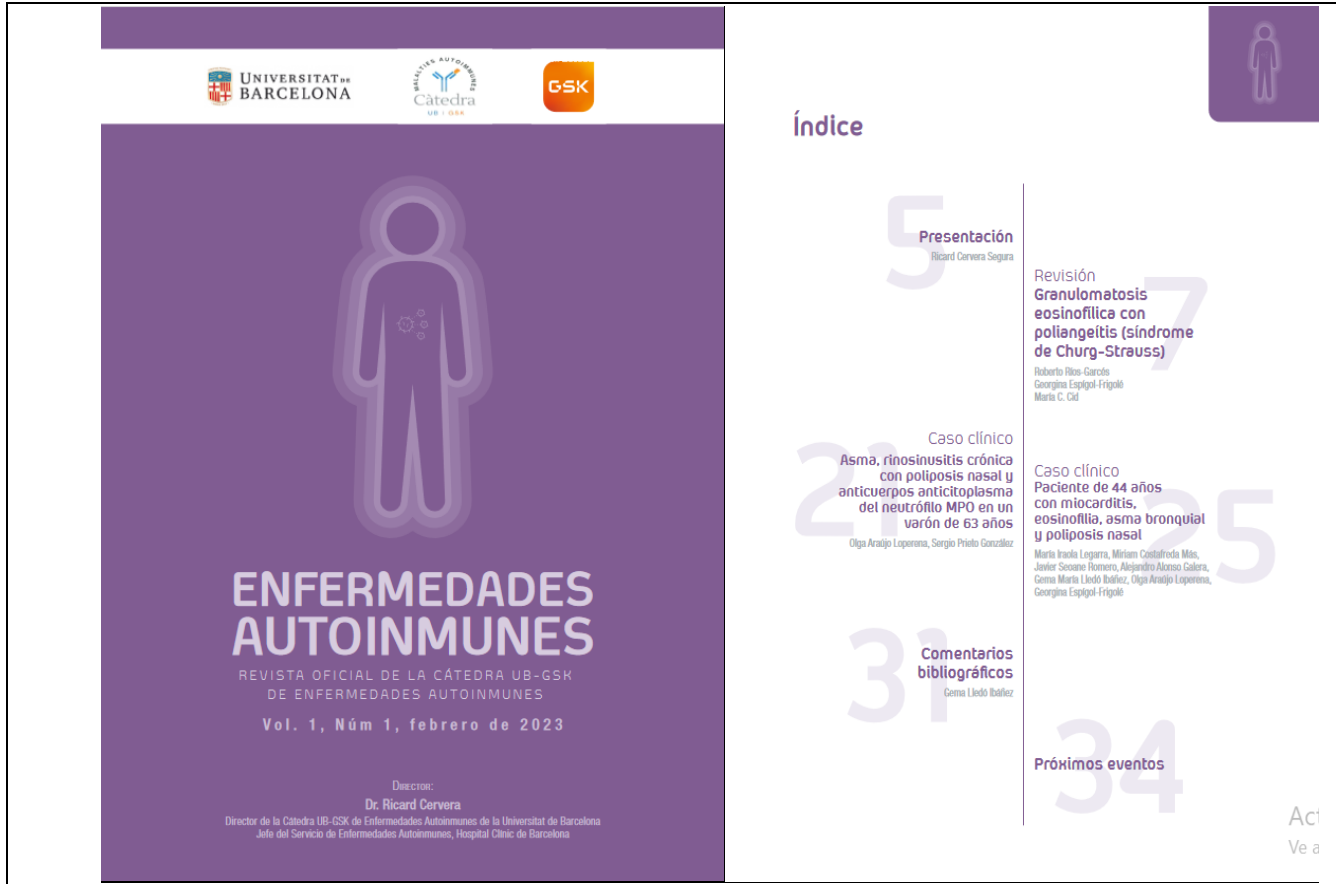 UNIVERSITAT DE
BARCELONA
MALALTIES AUTOIMMUNES
Càtedra
UB | GSK
GSK
ENFERMEDADES
AUTOINMUNES
REVISTA OFICIAL DE LA CÁTEDRA UB-GSK
DE ENFERMEDADES AUTOINMUNES
Vol. 1, Núm 1, febrero de 2023
DIRECTOR:
Dr. Ricard Cervera
Director de la Cátedra UB-GSK de Enfermedades Autoinmunes de la Universitat de Barcelona
Jefe del Servicio de Enfermedades Autoinmunes, Hospital Clínic de Barcelona
Índice
5
Presentación
Ricard Cervera Segura
7
Revisión
Granulomatosis
eosinofílica con
poliangeítis (síndrome
de Churg-Strauss)
Roberto Ríos-Garcés
Georgina Espígol-Frigolé
María C. Cid
21
Caso clínico
Asma, rinosinusitis crónica
con poliposis nasal y
anticuerpos anticitoplasma
del neutrófilo MPO en un
varón de 63 años
Olga Araújo Loperena, Sergio Prieto González
25
Caso clínico
Paciente de 44 años
con miocarditis,
eosinofilia, asma bronquial
y poliposis nasal
María Iraola Legarra, Miriam Costafreda Más,
Javier Seoane Romero, Alejandro Alonso Galera,
Gema María Lledó Ibáñez, Olga Araújo Loperena,
Georgina Espígol-Frigolé
31
Comentarios
bibliográficos
Gema Lledó Ibáñez
34
Próximos eventos
Act
Ve a